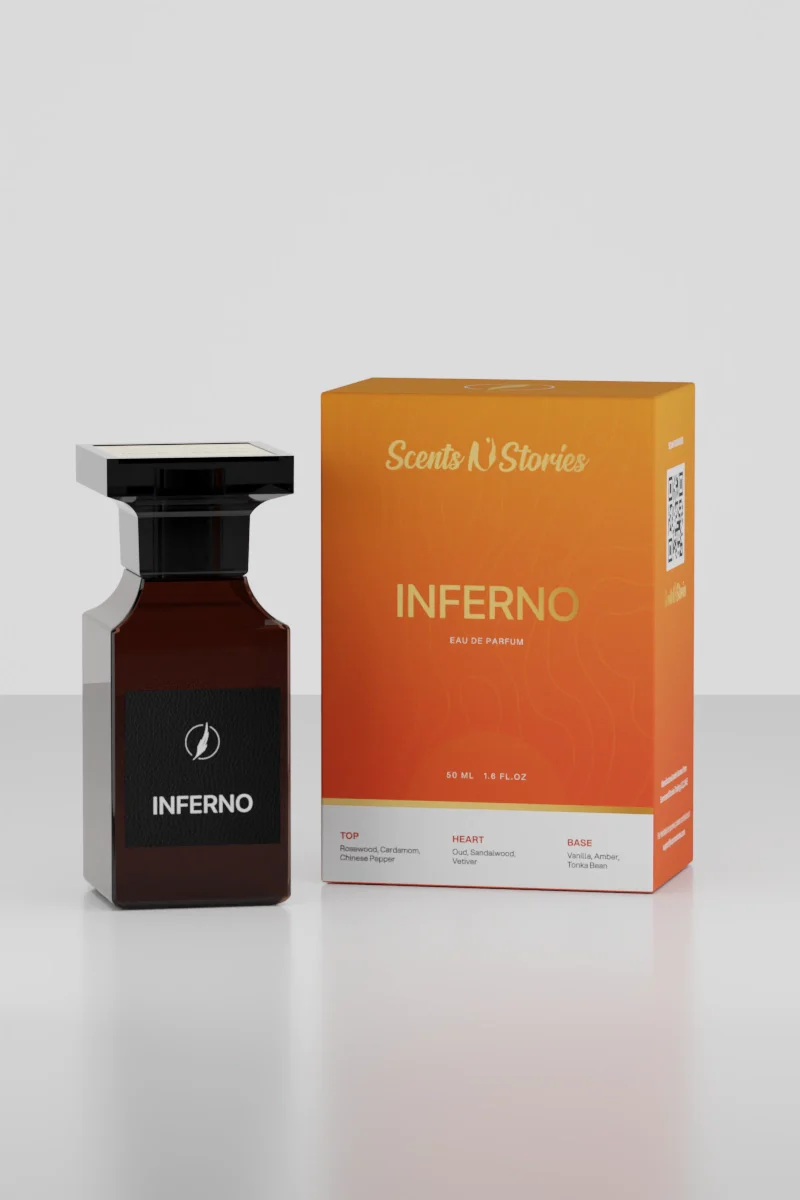 Scents N Stories
INFERNO
EAU DE PARFUM
50 ML 1.6 FL.OZ
TOP
Rosewood, Cardamom,
Chinese Pepper
HEART
Oud, Sandalwood,
Vetiver
BASE
Vanilla, Amber,
Tonka Bean
INFERNO